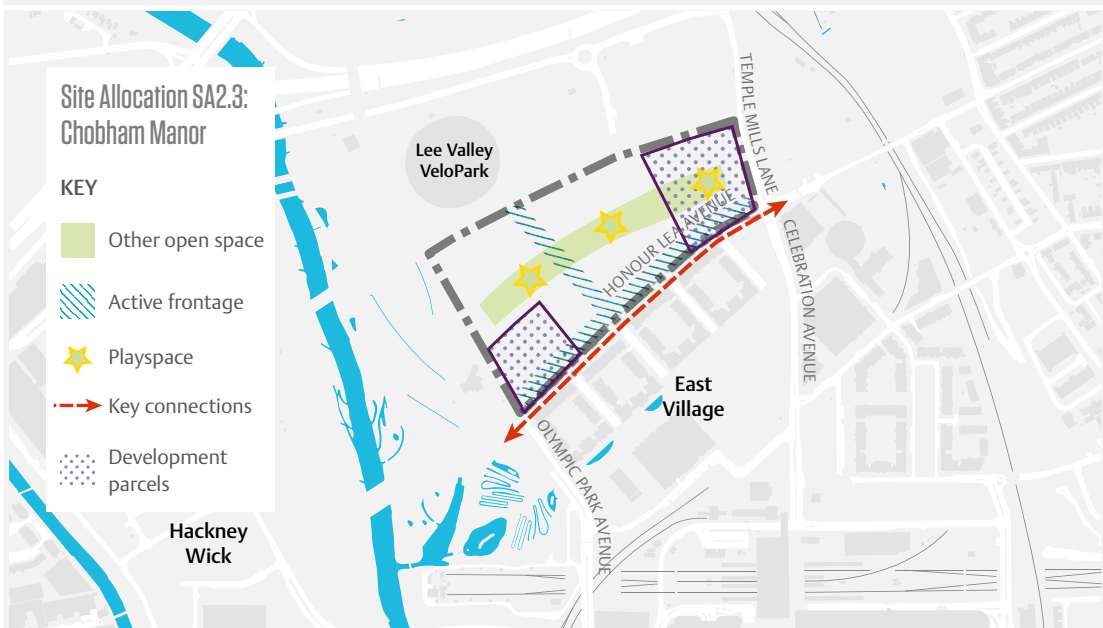 Site Allocation SA2.3:
Chobham Manor
KEY
Other open space
Active frontage
Playspace
Key connections
Development
parcels
Hackney
Wick
Lee Valley
VeloPark
TEMPLE MILLS LANE
HONOUR LEA AVENUE
CELEBRATION AVENUE
East
Village
OLYMPIC PARK AVENUE